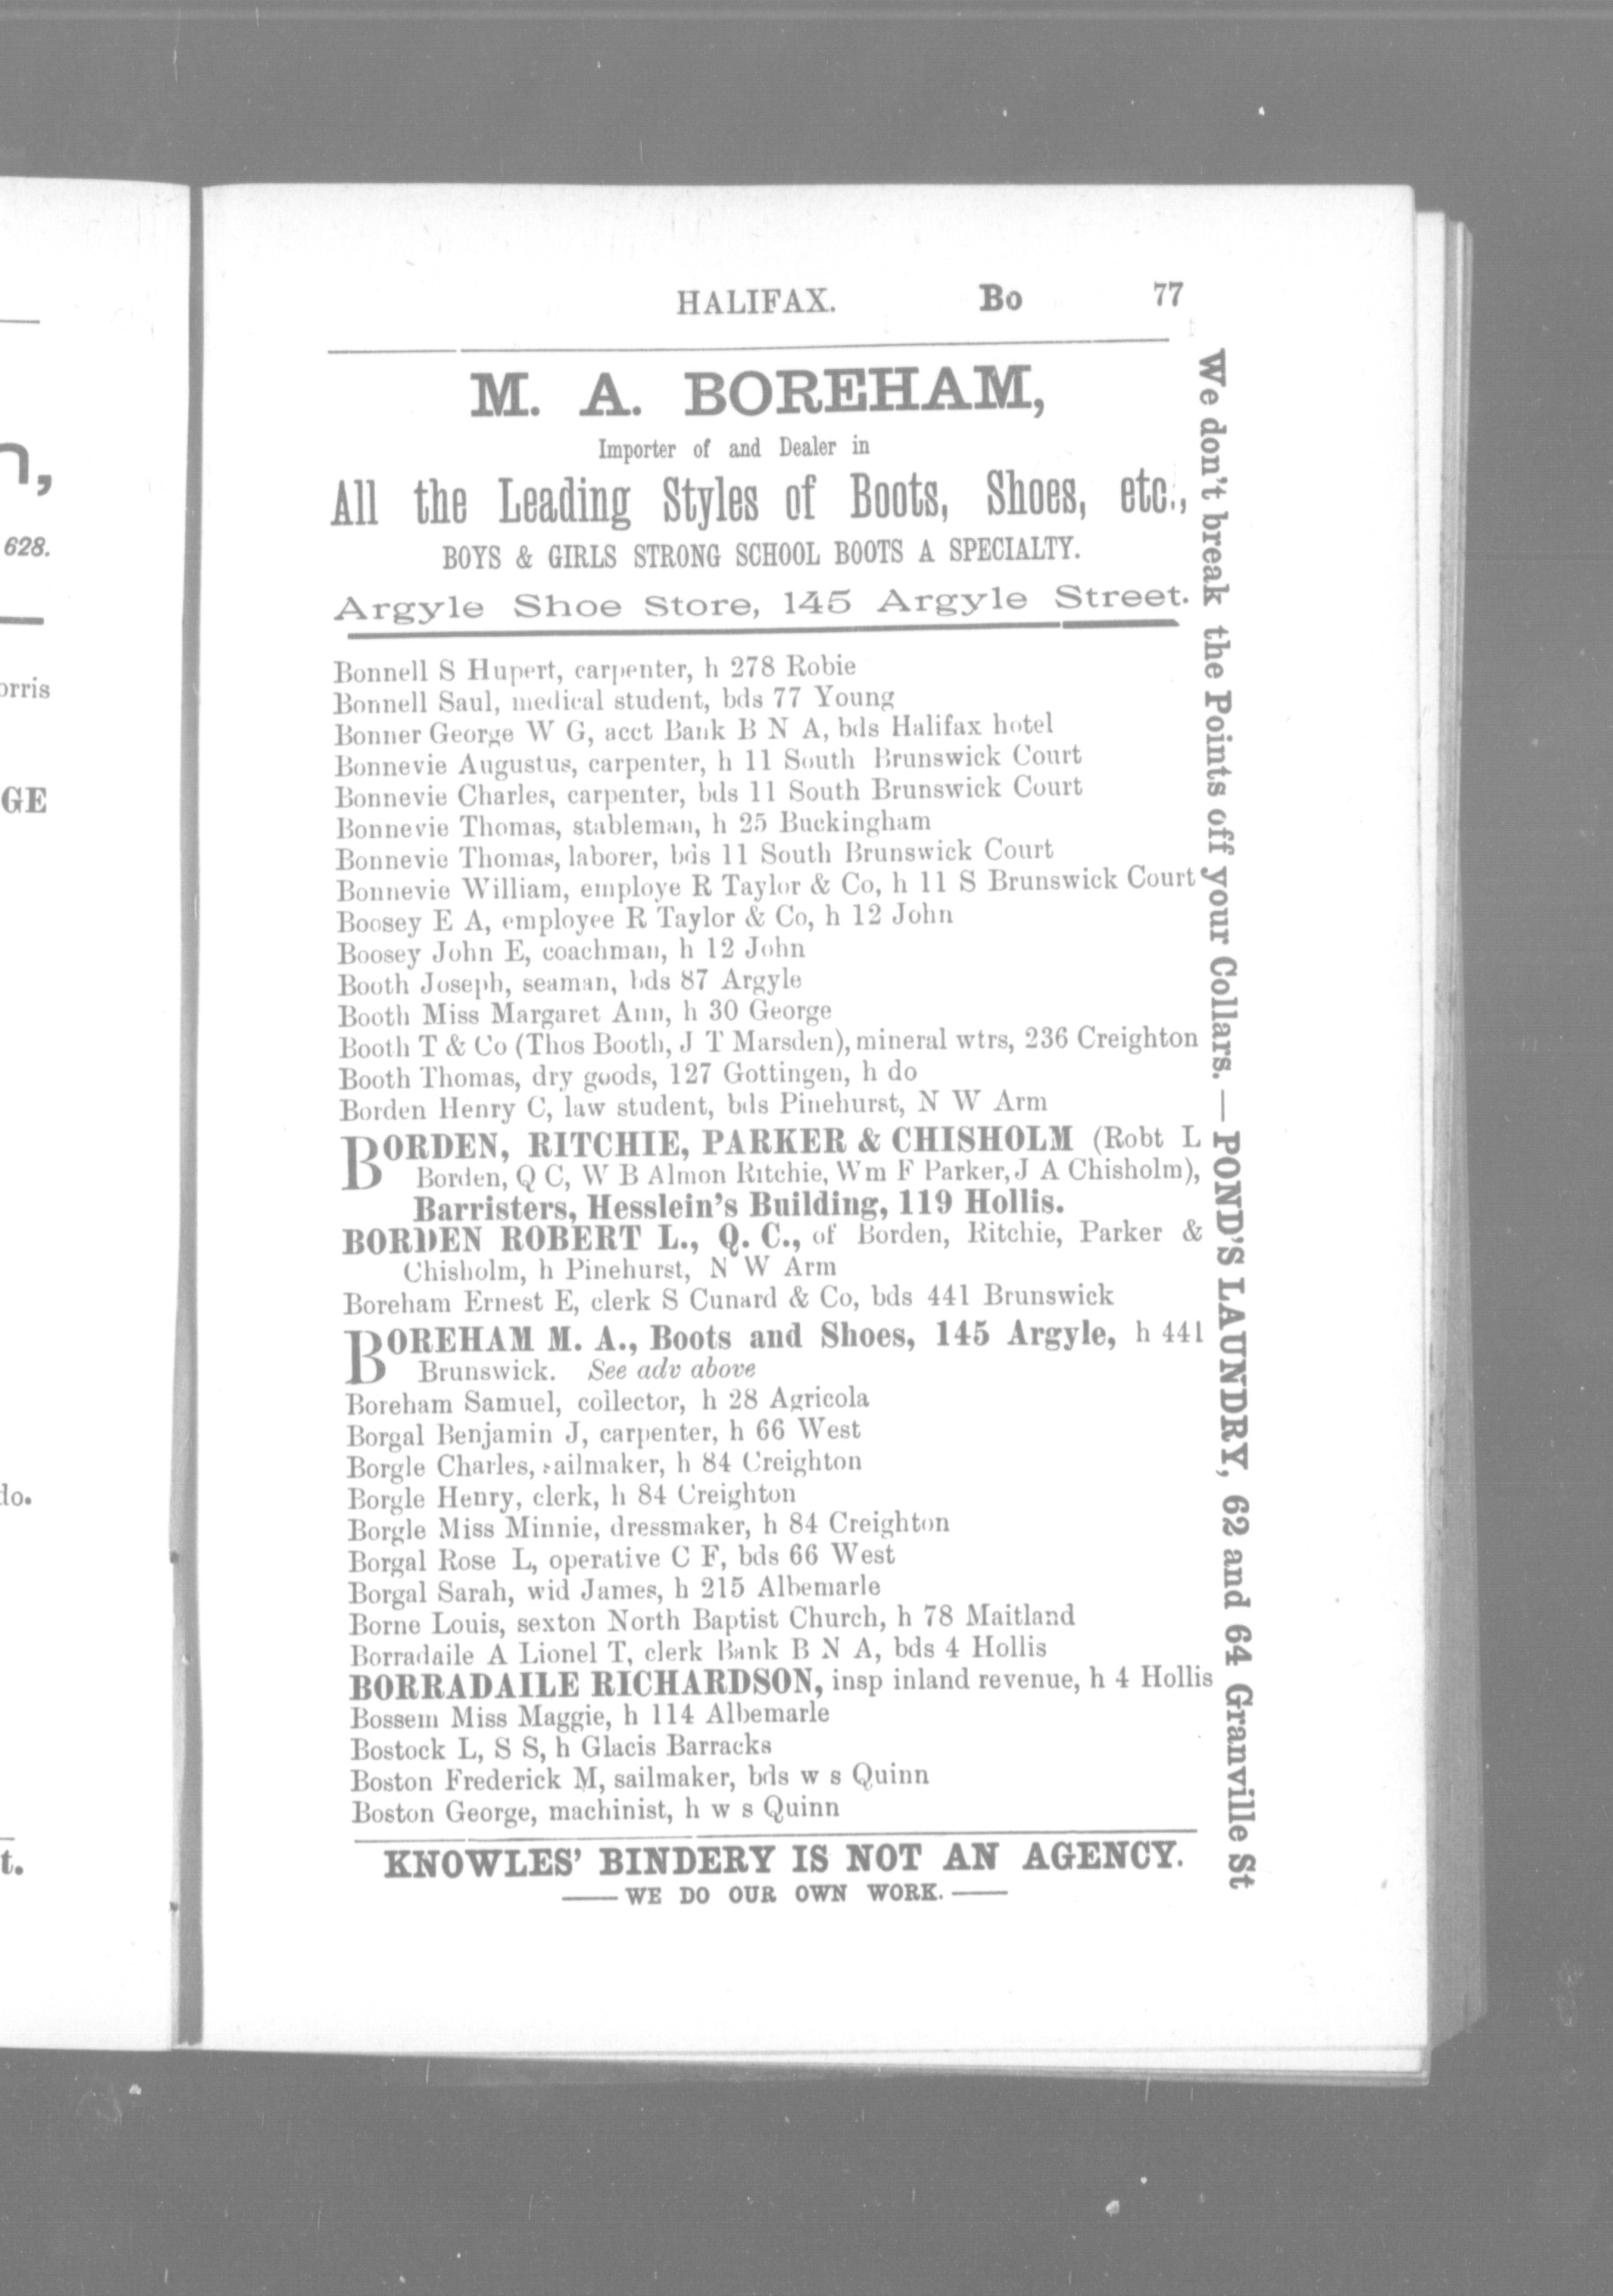 n,
628.
orris
GE
do.
t.
HALIFAX. Bo 77
M. A. BOREHAM,
Importer of and Dealer in
All the Leading Styles of Boots, Shoes, etc.,
BOYS & GIRLS STRONG SCHOOL BOOTS A SPECIALTY.
Argyle Shoe Store, 145 Argyle Street.
Bonnell S Hupert, carpenter, h 278 Robie
Bonnell Saul, medical student, bds 77 Young
Bonner George W G, acct Bank B N A, bds Halifax hotel
Bonnevie Augustus, carpenter, h 11 South Brunswick Court
Bonnevie Charles, carpenter, bds 11 South Brunswick Court
Bonnevie Thomas, stableman, h 25 Buckingham
Bonnevie Thomas, laborer, bds 11 South Brunswick Court
Bonnevie William, employe R Taylor & Co, h 11 S Brunswick Court
Boosey E A, employee R Taylor & Co, h 12 John
Boosey John E, coachman, h 12 John
Booth Joseph, seaman, bds 87 Argyle
Booth Miss Margaret Ann, h 30 George
Booth T & Co (Thos Booth, J T Marsden), mineral wtrs, 236 Creighton
Booth Thomas, dry goods, 127 Gottingen, h do
Borden Henry C, law student, bds Pinehurst, N W Arm
BORDEN, RITCHIE, PARKER & CHISHOLM (Robt L
Borden, Q C, W B Almon Ritchie, Wm F Parker, J A Chisholm),
Barristers, Hesslein's Building, 119 Hollis.
BORDEN ROBERT L., Q. C., of Borden, Ritchie, Parker &
Chisholm, h Pinehurst, N W Arm
Boreham Ernest E, clerk S Cunard & Co, bds 441 Brunswick
BOREHAM M. A., Boots and Shoes, 145 Argyle, h 441
Brunswick. See adv above
Boreham Samuel, collector, h 28 Agricola
Borgal Benjamin J, carpenter, h 66 West
Borgle Charles, sailmaker, h 84 Creighton
Borgle Henry, clerk, h 84 Creighton
Borgle Miss Minnie, dressmaker, h 84 Creighton
Borgal Rose L, operative C F, bds 66 West
Borgal Sarah, wid James, h 215 Albemarle
Borne Louis, sexton North Baptist Church, h 78 Maitland
Borradaile A Lionel T, clerk Bank B N A, bds 4 Hollis
BORRADAILE RICHARDSON, insp inland revenue, h 4 Hollis
Bossem Miss Maggie, h 114 Albemarle
Bostock L, S S, h Glacis Barracks
Boston Frederick M, sailmaker, bds w s Quinn
Boston George, machinist, h w s Quinn
KNOWLES' BINDERY IS NOT AN AGENCY.
—WE DO OUR OWN WORK.—
We don't break the Points off your Collars.—POND'S LAUNDRY, 62 and 64 Granville St